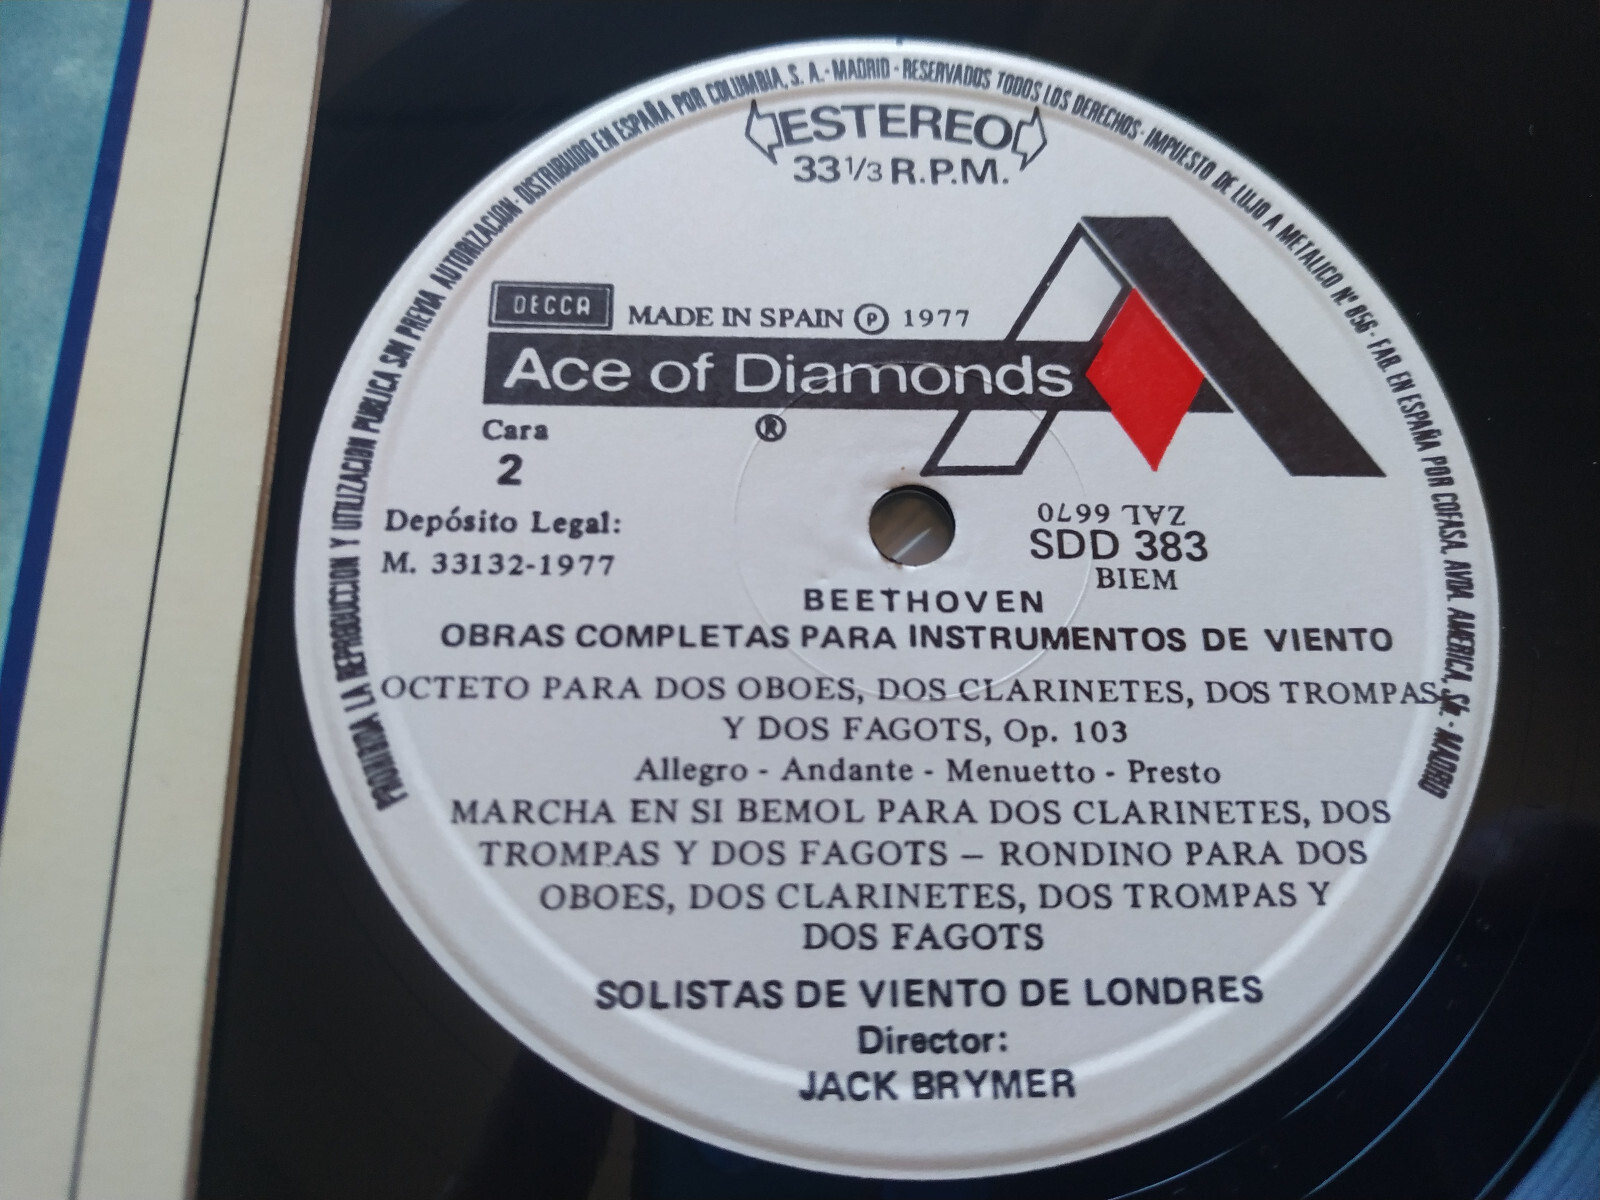 PROHIBIDA LA REPRODUCCION Y UTILIZACION PUBLICA SIN PREVIA AUTORIZACION · DISTRIBUIDO EN ESPAÑA POR COLUMBIA, S. A. · MADRID · RESERVADOS TODOS LOS DERECHOS · IMPUESTO DE LUJO A METALICO N.º 856 · FAB. EN ESPAÑA POR COFASA, AVDA. AMERICA, S/N. · MADRID
ESTEREO
33 1/3 R.P.M.
DECCA MADE IN SPAIN Ⓟ 1977
Ace of Diamonds
®
Cara
2
Depósito Legal:
M. 33132-1977
ZAL 6670
SDD 383
BIEM
BEETHOVEN
OBRAS COMPLETAS PARA INSTRUMENTOS DE VIENTO
OCTETO PARA DOS OBOES, DOS CLARINETES, DOS TROMPAS
Y DOS FAGOTS, Op. 103
Allegro - Andante - Menuetto - Presto
MARCHA EN SI BEMOL PARA DOS CLARINETES, DOS
TROMPAS Y DOS FAGOTS – RONDINO PARA DOS
OBOES, DOS CLARINETES, DOS TROMPAS Y
DOS FAGOTS
SOLISTAS DE VIENTO DE LONDRES
Director:
JACK BRYMER